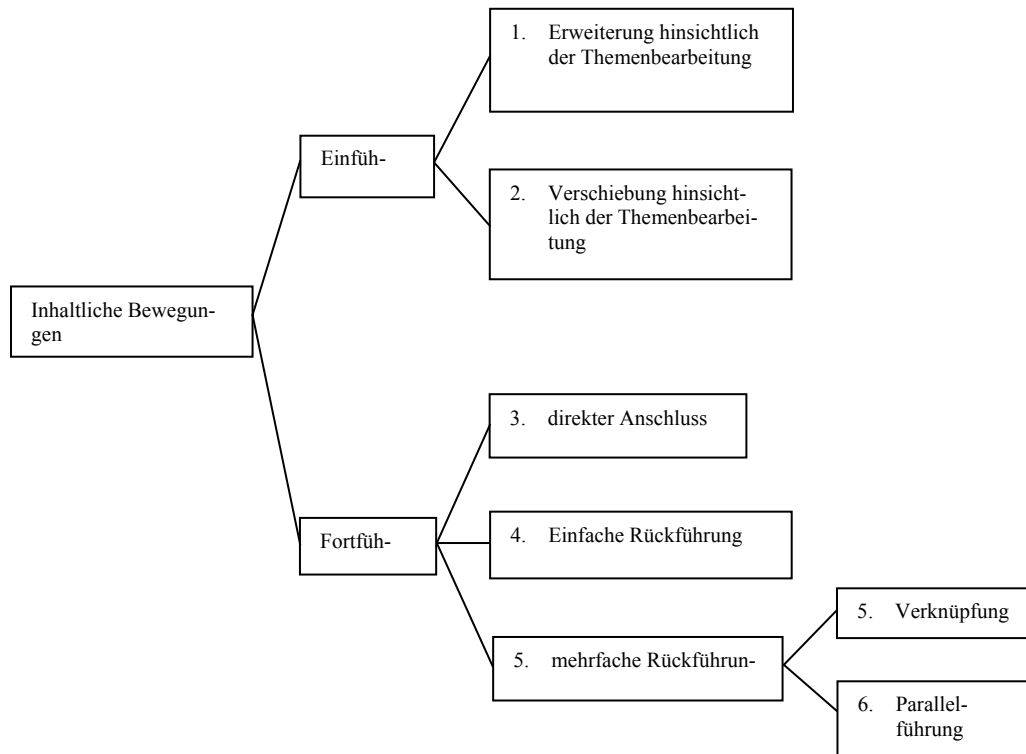 1. Erweiterung hinsichtlich
der Themenbearbeitung
Einfüh-
2. Verschiebung hinsicht-
lich der Themenbearbei-
tung
Inhaltliche Bewegun-
gen
3. direkter Anschluss
Fortfüh-
4. Einfache Rückführung
5. mehrfache Rückführun-
5. Verknüpfung
6. Parallel-
führung